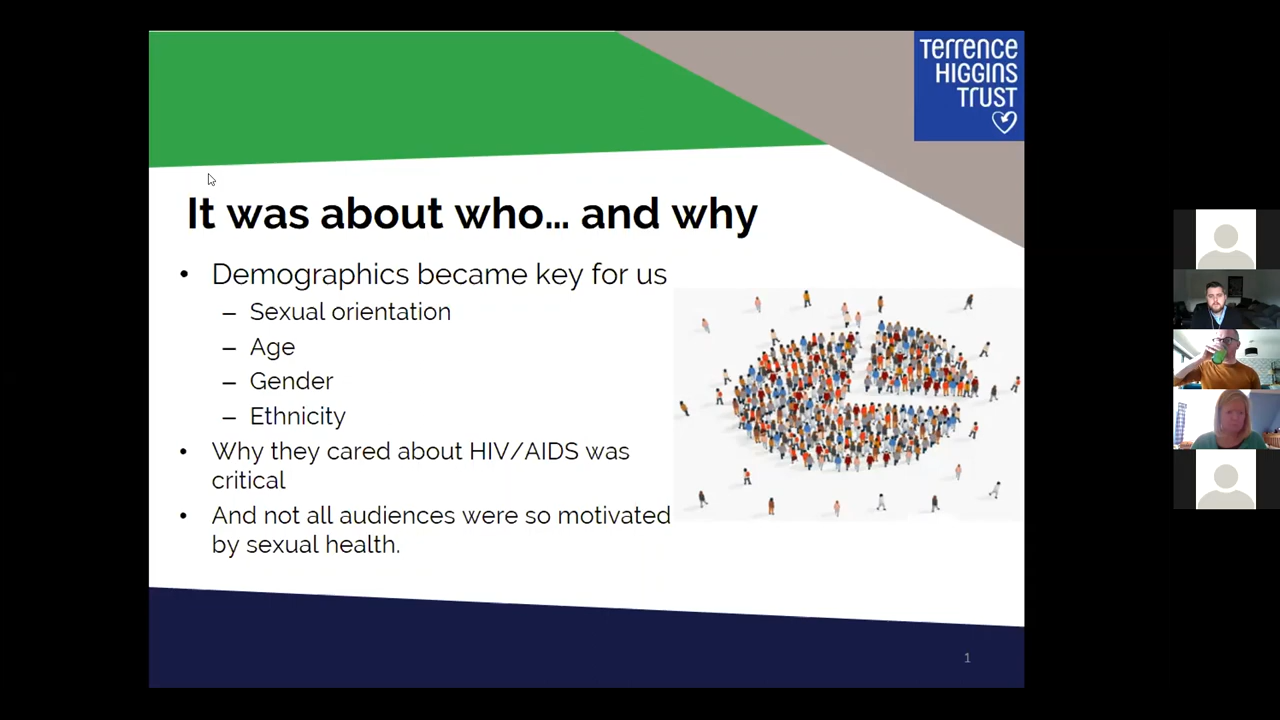 Terrence
HIGGINS
TrUST
It was about who... and why
• Demographics became key for us
– Sexual orientation
– Age
– Gender
– Ethnicity
• Why they cared about HIV/AIDS was
critical
• And not all audiences were so motivated
by sexual health.
1